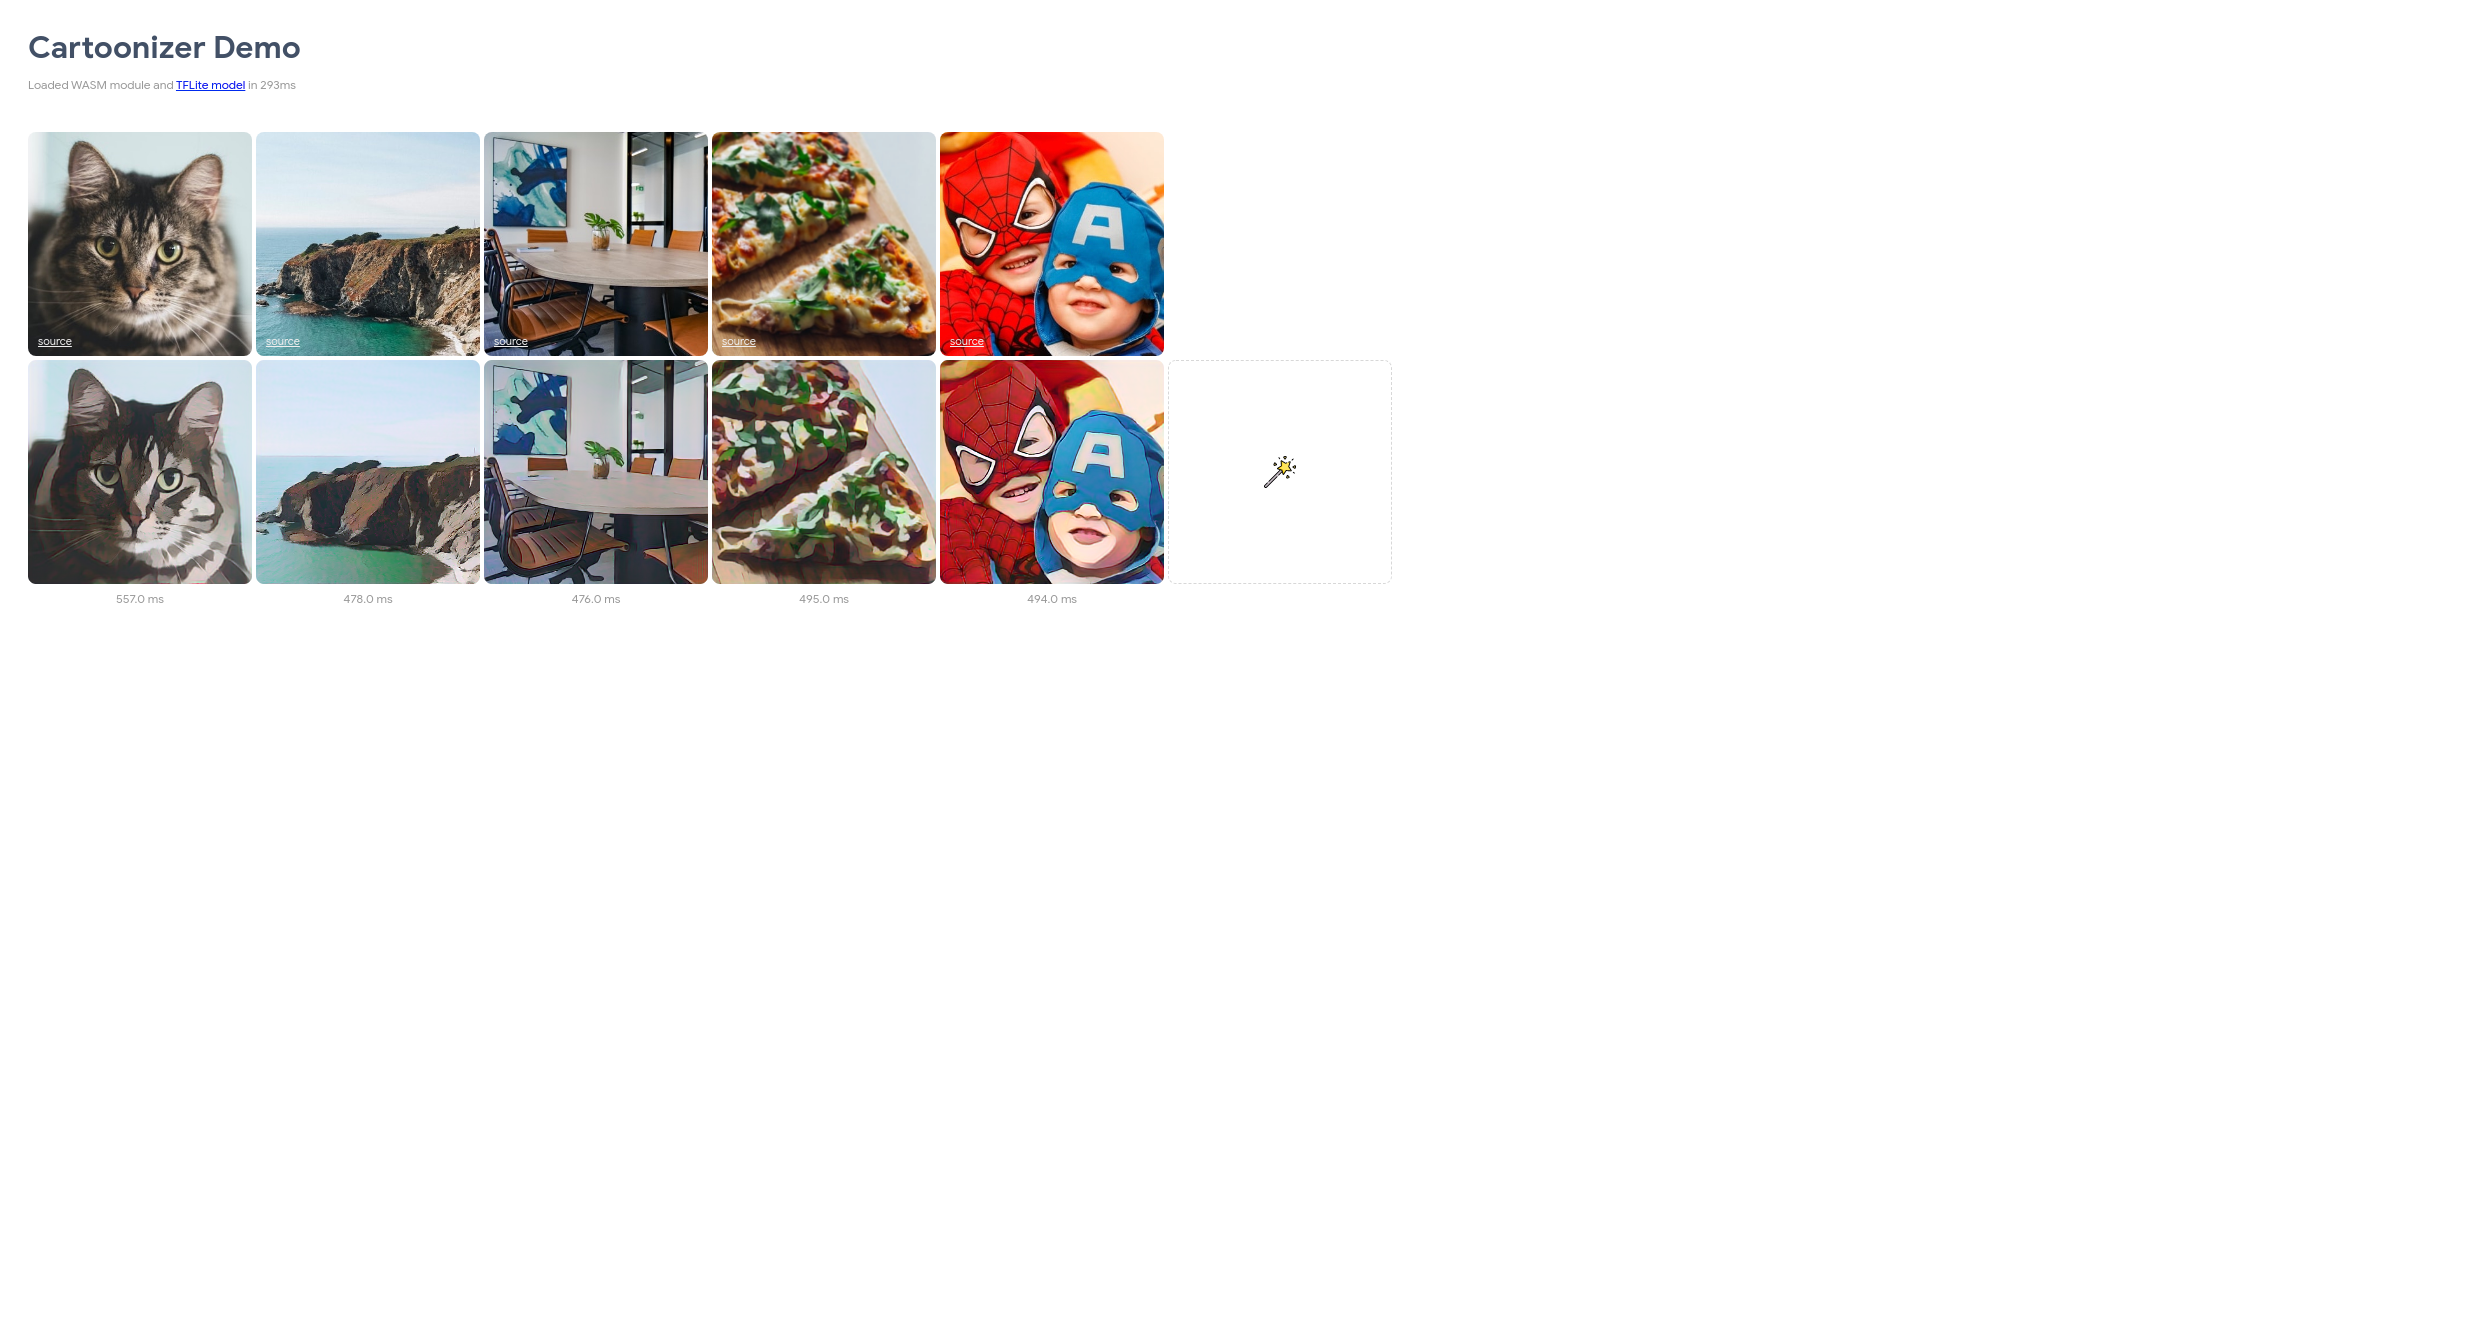 Cartoonizer Demo
Loaded WASM module and TFLite model in 293ms
source source source source source
A
A
557.0 ms 478.0 ms 476.0 ms 495.0 ms 494.0 ms